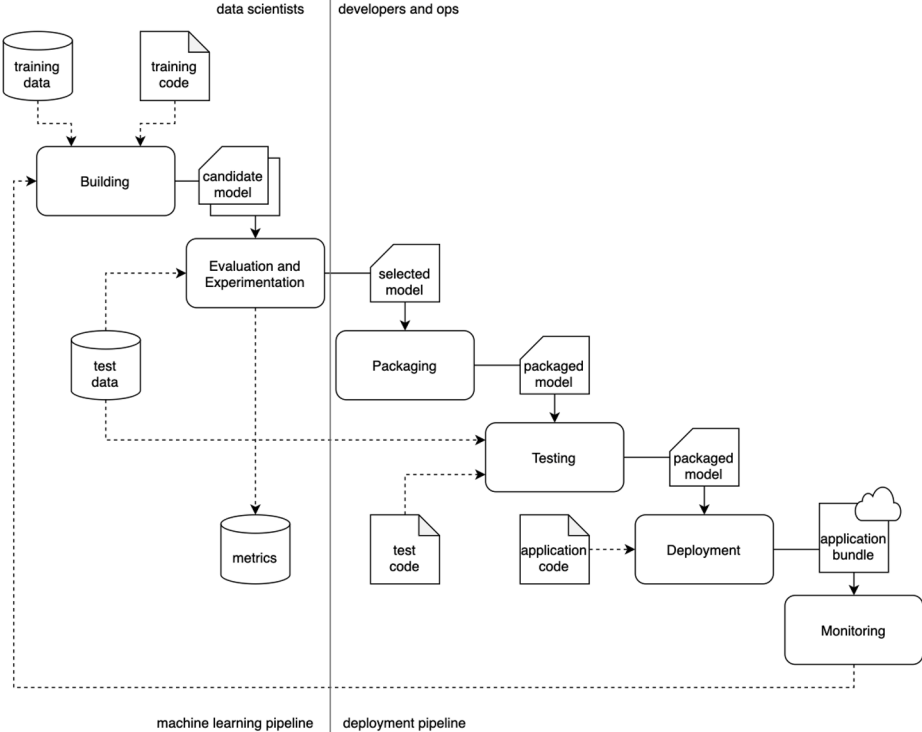 data scientists
developers and ops
training
data
training
code
Building
candidate
model
Evaluation and
Experimentation
selected
model
test
data
Packaging
packaged
model
Testing
packaged
model
metrics
test
code
application
code
Deployment
application
bundle
Monitoring
machine learning pipeline
deployment pipeline